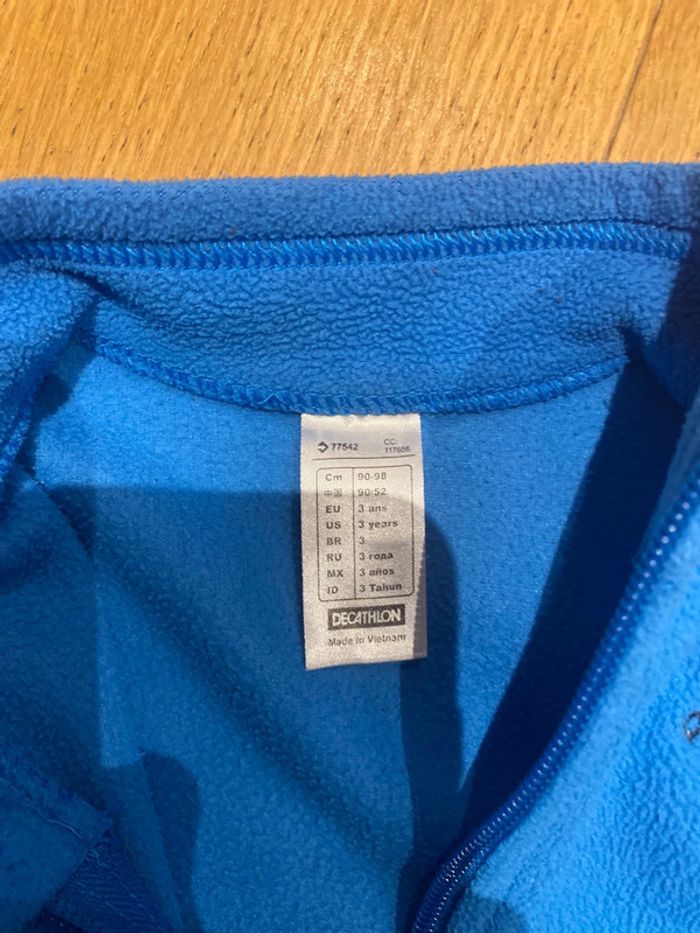 77542 CC: 117656
Cm 90-98
中国 90/52
EU 3 ans
US 3 years
BR 3
RU 3 года
MX 3 años
ID 3 Tahun
DECATHLON
Made in Vietnam